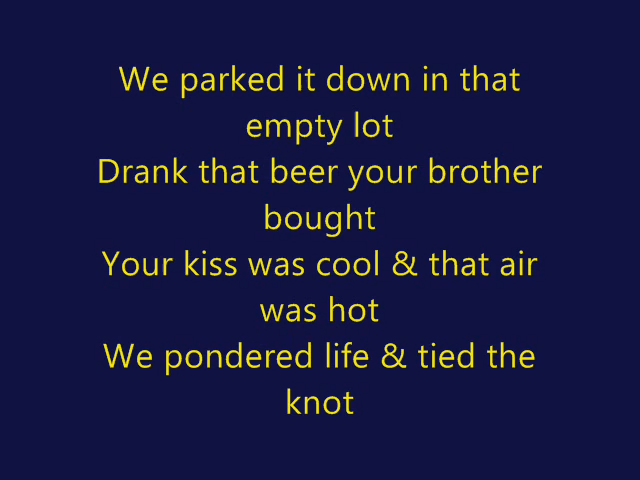 We parked it down in that
empty lot
Drank that beer your brother
bought
Your kiss was cool & that air
was hot
We pondered life & tied the
knot